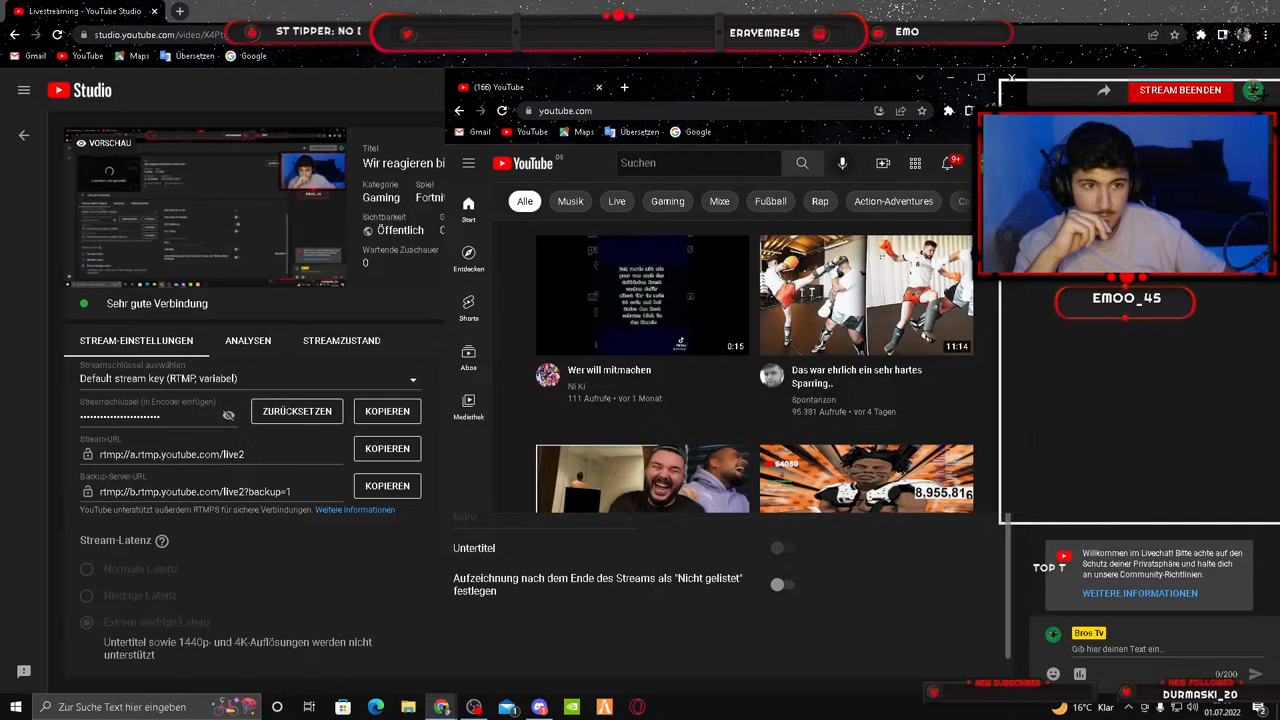 Livestreaming - YouTube Studio
studio.youtube.com/video/X4Pt
ERAYEMRE45
EMO
Gmail YouTube Maps Übersetzen Google
Studio
STREAM BEENDEN
VORSCHAU
Titel
Wir reagieren bi
Kategorie Spiel
Gaming Fortni
Sichtbarkeit
Öffentlich
Wartende Zuschauer
0
Sehr gute Verbindung
STREAM-EINSTELLUNGEN ANALYSEN STREAMZUSTAND
Streamschlüssel auswählen
Default stream key (RTMP, variabel)
Streamschlüssel (in Encoder einfügen)
ZURÜCKSETZEN KOPIEREN
Stream-URL
rtmp://a.rtmp.youtube.com/live2
KOPIEREN
Backup-Server-URL
rtmp://b.rtmp.youtube.com/live2?backup=1
KOPIEREN
YouTube unterstützt außerdem RTMPS für sichere Verbindungen. Weitere Informationen
Stream-Latenz
Normale Latenz
Niedrige Latenz
Extrem niedrige Latenz
Untertitel sowie 1440p- und 4K-Auflösungen werden nicht
unterstützt
(166) YouTube
youtube.com
Gmail YouTube Maps Übersetzen Google
YouTube DE
Suchen
9+
Alle Musik Live Gaming Mixe Fußball Rap Action-Adventures
Start
Entdecken
Shorts
Abos
Mediathek
0:15
Wer will mitmachen
Ni Ki
111 Aufrufe • vor 1 Monat
11:14
Das war ehrlich ein sehr hartes
Sparring..
Spontanzon
95.381 Aufrufe • vor 4 Tagen
64080
8,955,816
Keine
Untertitel
Aufzeichnung nach dem Ende des Streams als "Nicht gelistet"
festlegen
EMOO_45
Willkommen im Livechat! Bitte achte auf den
Schutz deiner Privatsphäre und halte dich
an unsere Community-Richtlinien.
WEITERE INFORMATIONEN
TOP T
Bros Tv
Gib hier deinen Text ein...
0/200
NEW SUBSCRIBER
NEW FOLLOWER
DURMASKI_20
Zur Suche Text hier eingeben
16°C Klar
01.07.2022